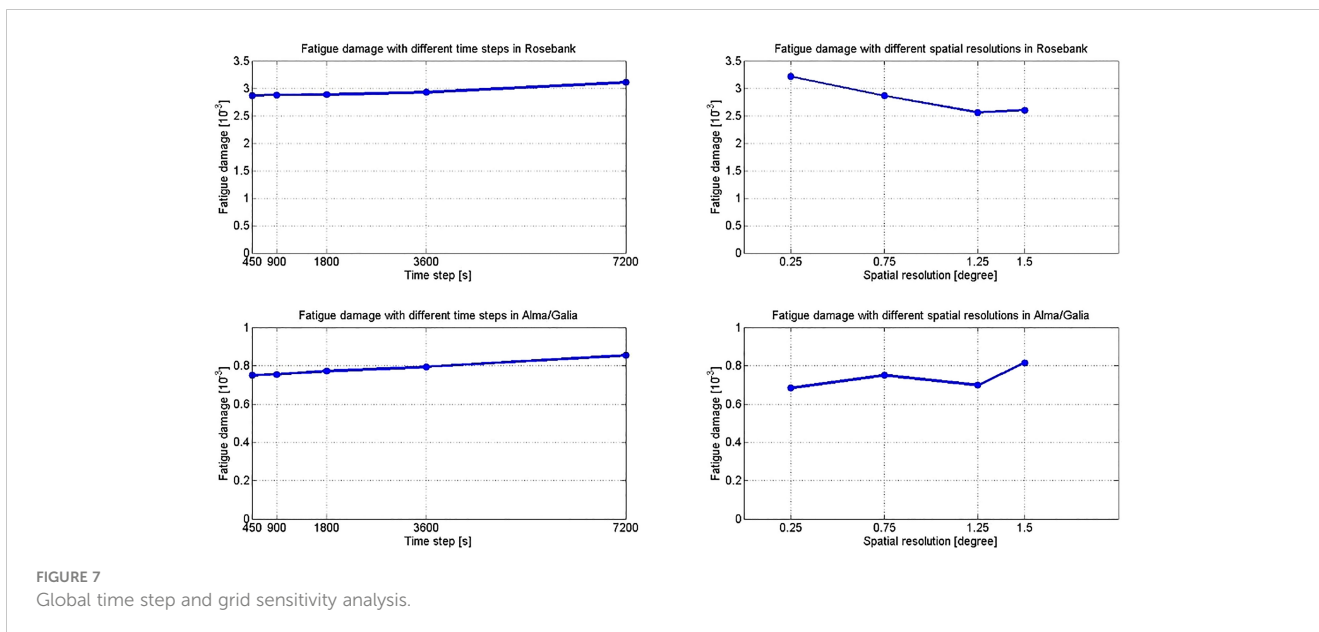 Fatigue damage with different time steps in Rosebank
Fatigue damage [10-3]
3.5
3
2.5
2
1.5
1
0.5
0
450 900 1800 3600 7200
Time step [s]
Fatigue damage with different spatial resolutions in Rosebank
Fatigue damage [10-3]
3.5
3
2.5
2
1.5
1
0.5
0
0.25 0.75 1.25 1.5
Spatial resolution [degree]
Fatigue damage with different time steps in Alma/Galia
Fatigue damage [10-3]
1
0.8
0.6
0.4
0.2
0
450 900 1800 3600 7200
Time step [s]
Fatigue damage with different spatial resolutions in Alma/Galia
Fatigue damage [10-3]
1
0.8
0.6
0.4
0.2
0
0.25 0.75 1.25 1.5
Spatial resolution [degree]
FIGURE 7
Global time step and grid sensitivity analysis.